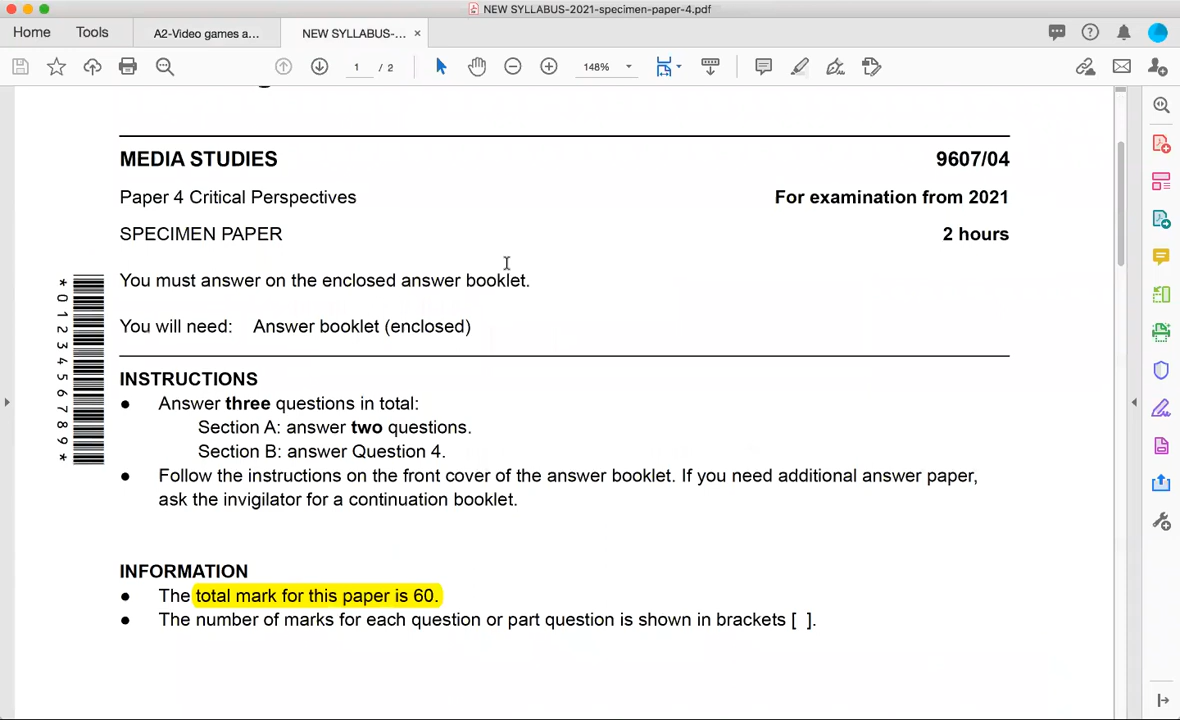 NEW SYLLABUS-2021-specimen-paper-4.pdf
Home Tools A2-Video games a... NEW SYLLABUS-... ×
1 / 2 148%
MEDIA STUDIES 9607/04
Paper 4 Critical Perspectives For examination from 2021
SPECIMEN PAPER 2 hours
You must answer on the enclosed answer booklet.
You will need: Answer booklet (enclosed)
*0123456789*
INSTRUCTIONS
● Answer three questions in total:
Section A: answer two questions.
Section B: answer Question 4.
● Follow the instructions on the front cover of the answer booklet. If you need additional answer paper,
ask the invigilator for a continuation booklet.
INFORMATION
● The total mark for this paper is 60.
● The number of marks for each question or part question is shown in brackets [ ].